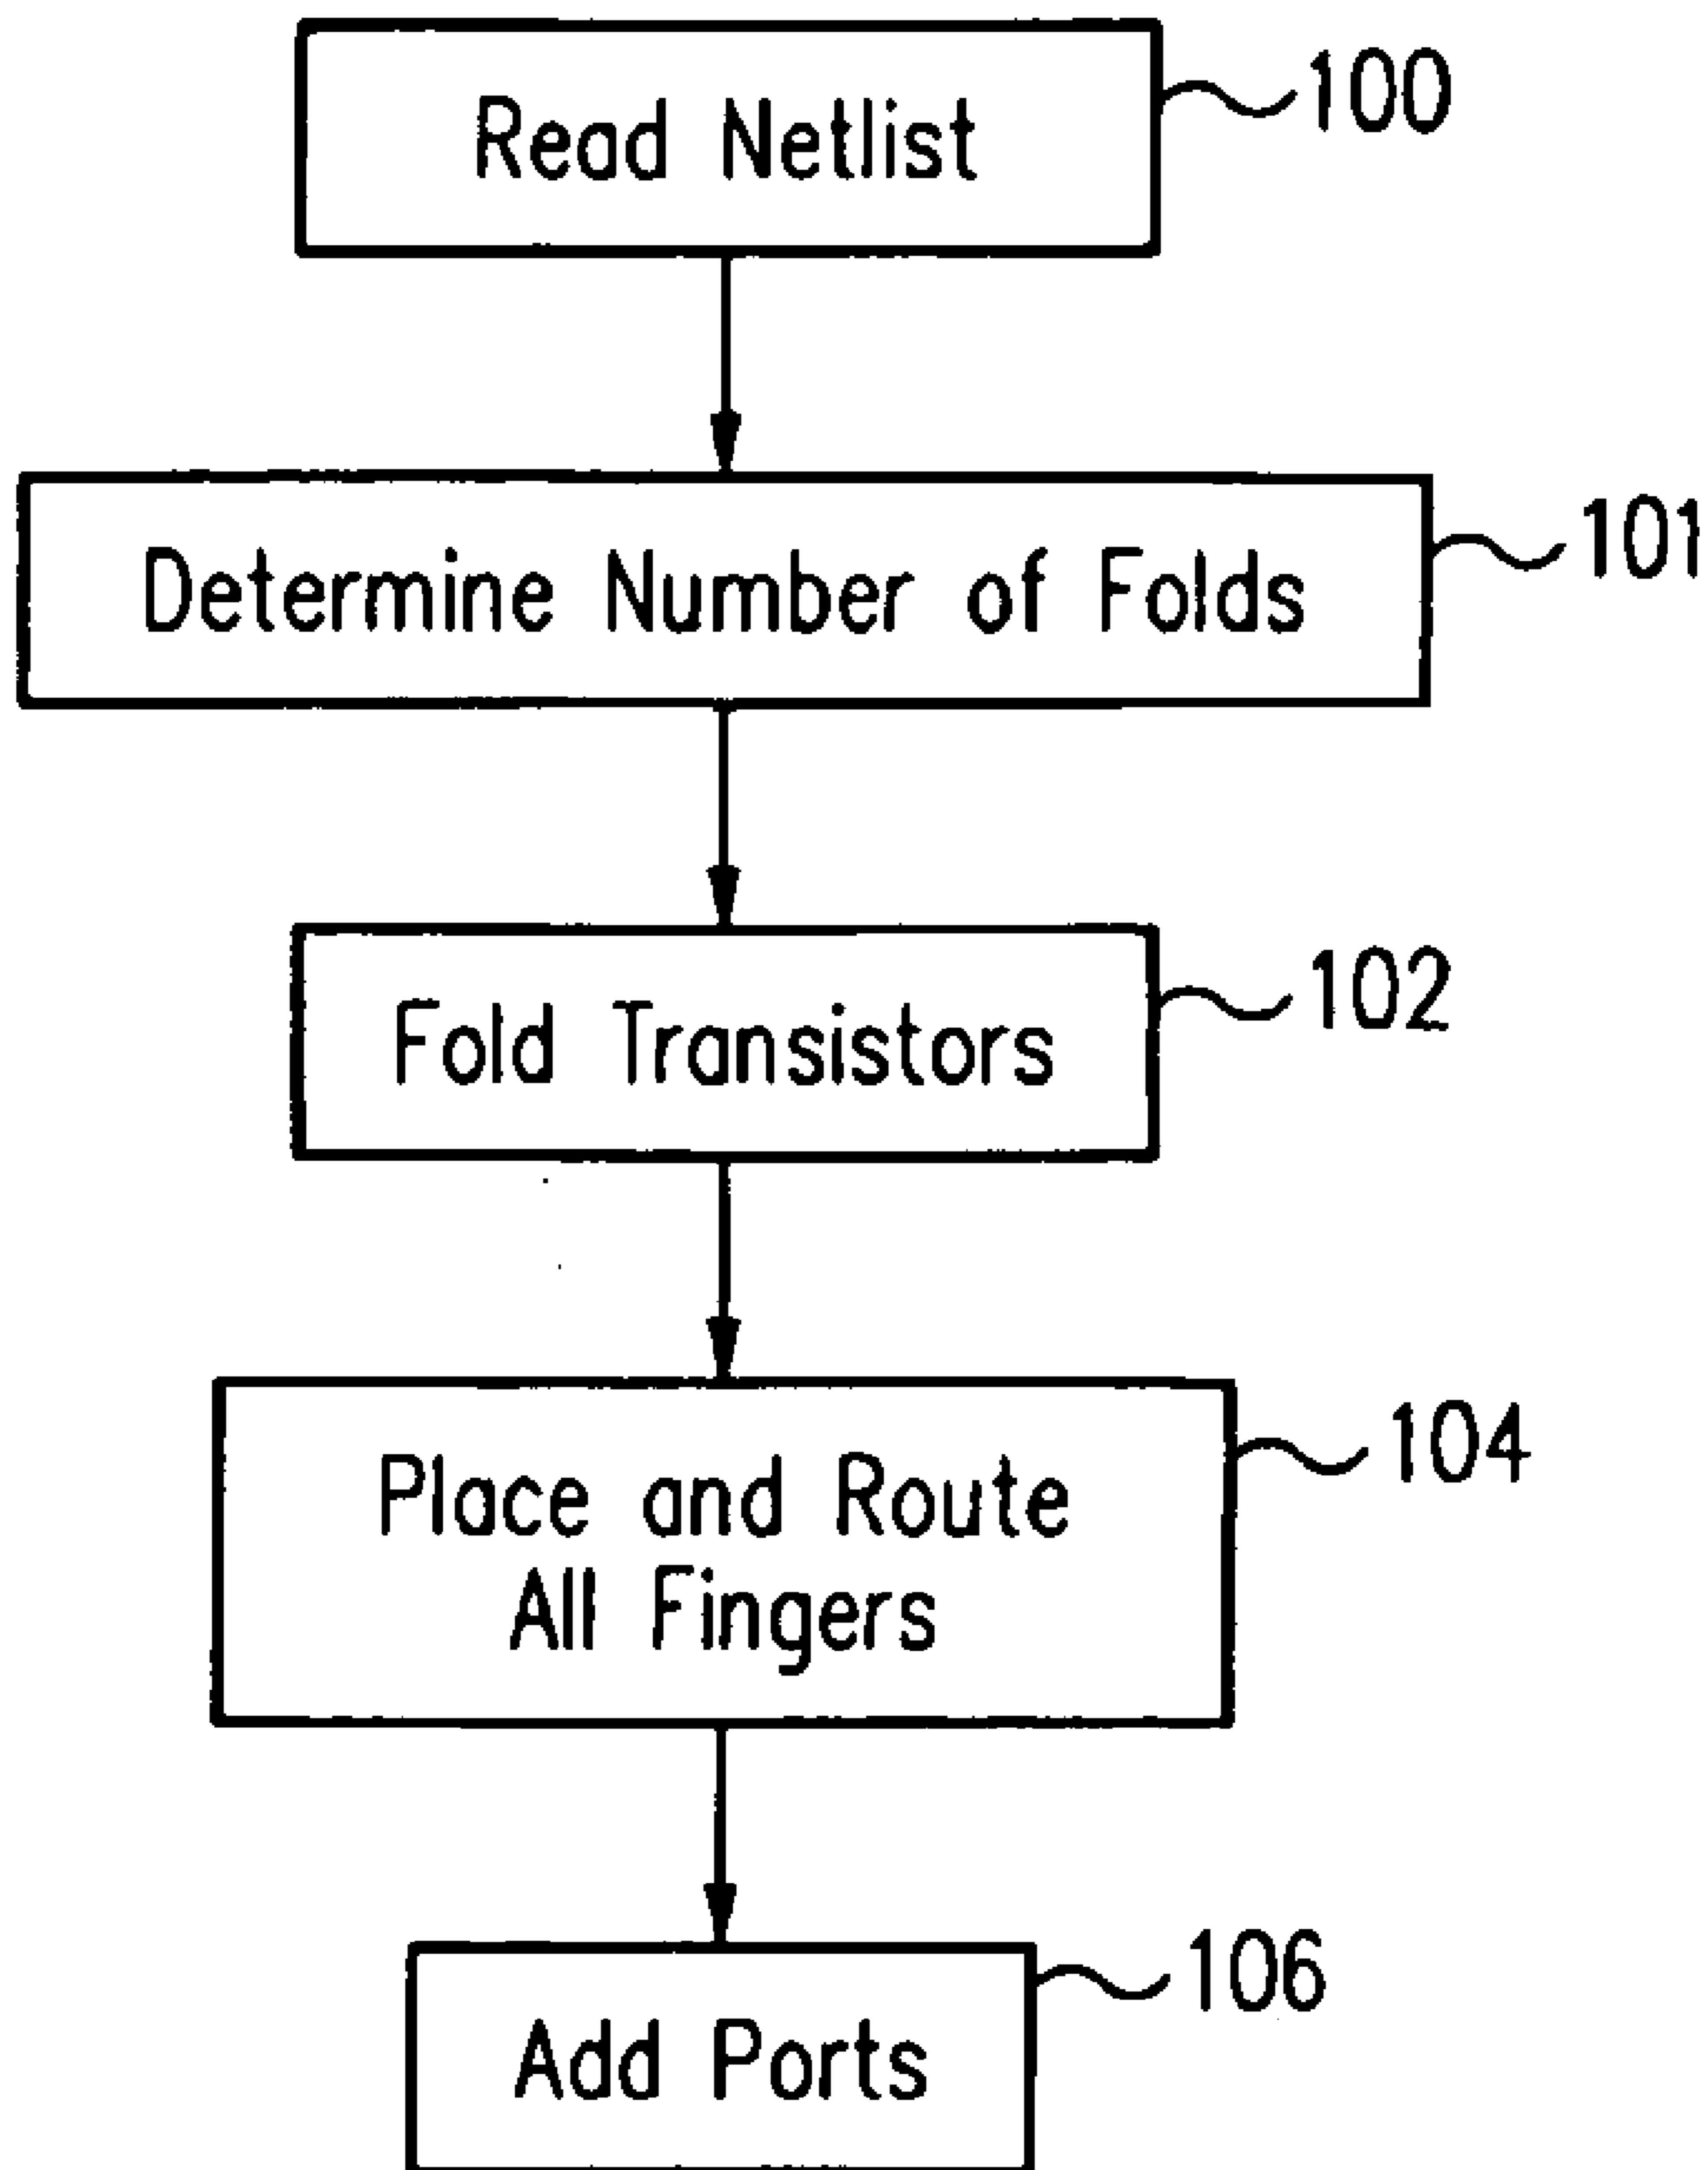 Read Netlist
100
Determine Number of Folds
101
Fold Transistors
102
Place and Route
All Fingers
104
Add Ports
106